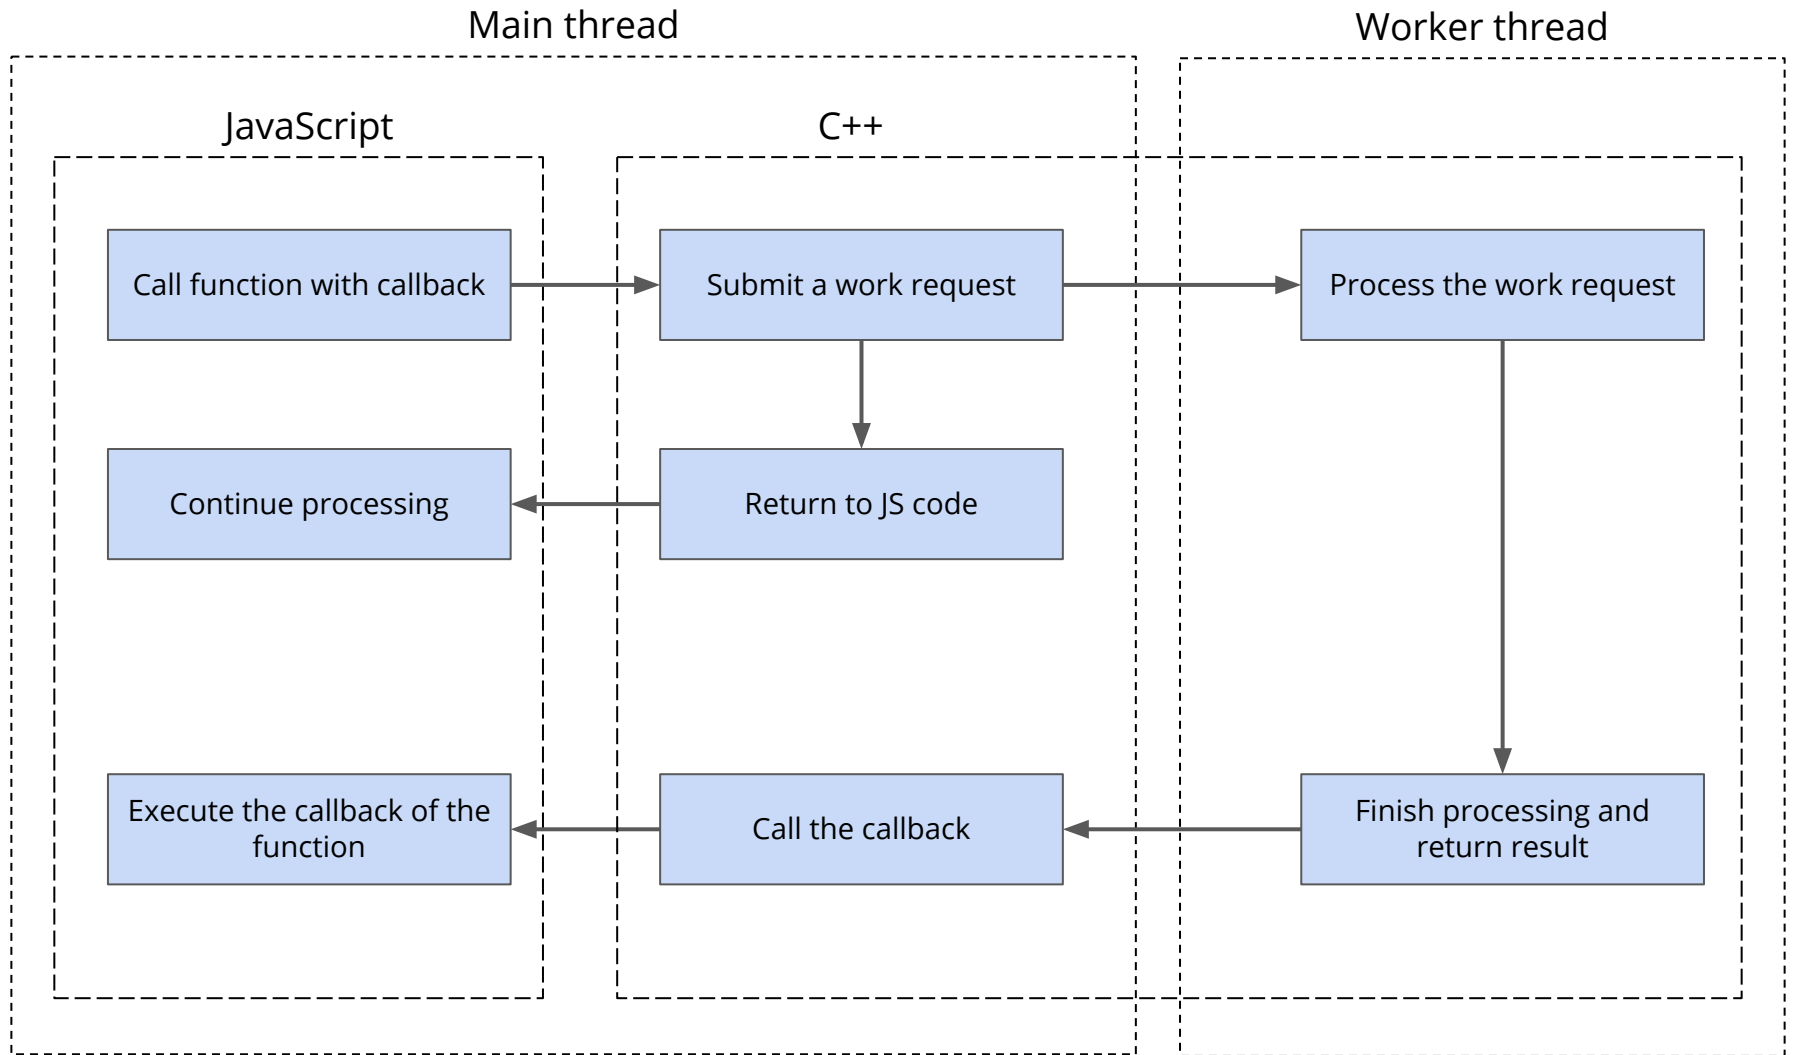 Main thread
Worker thread
JavaScript
C++
Call function with callback
Submit a work request
Process the work request
Continue processing
Return to JS code
Execute the callback of the
function
Call the callback
Finish processing and
return result